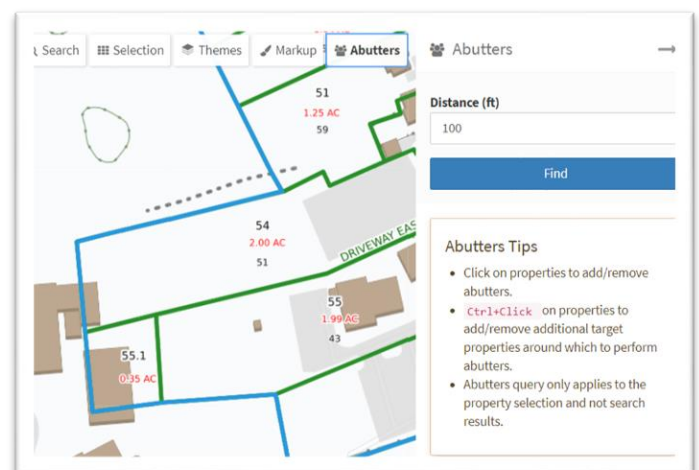 Search
Selection
Themes
Markup
Abutters
Abutters
Distance (ft)
100
Find
Abutters Tips
Click on properties to add/remove
abutters.
Ctrl+Click on properties to
add/remove additional target
properties around which to perform
abutters.
Abutters query only applies to the
property selection and not search
results.
51
1.25 AC
59
54
2.00 AC
51
DRIVEWAY EAS
55
1.99 AC
43
55.1
0.35 AC